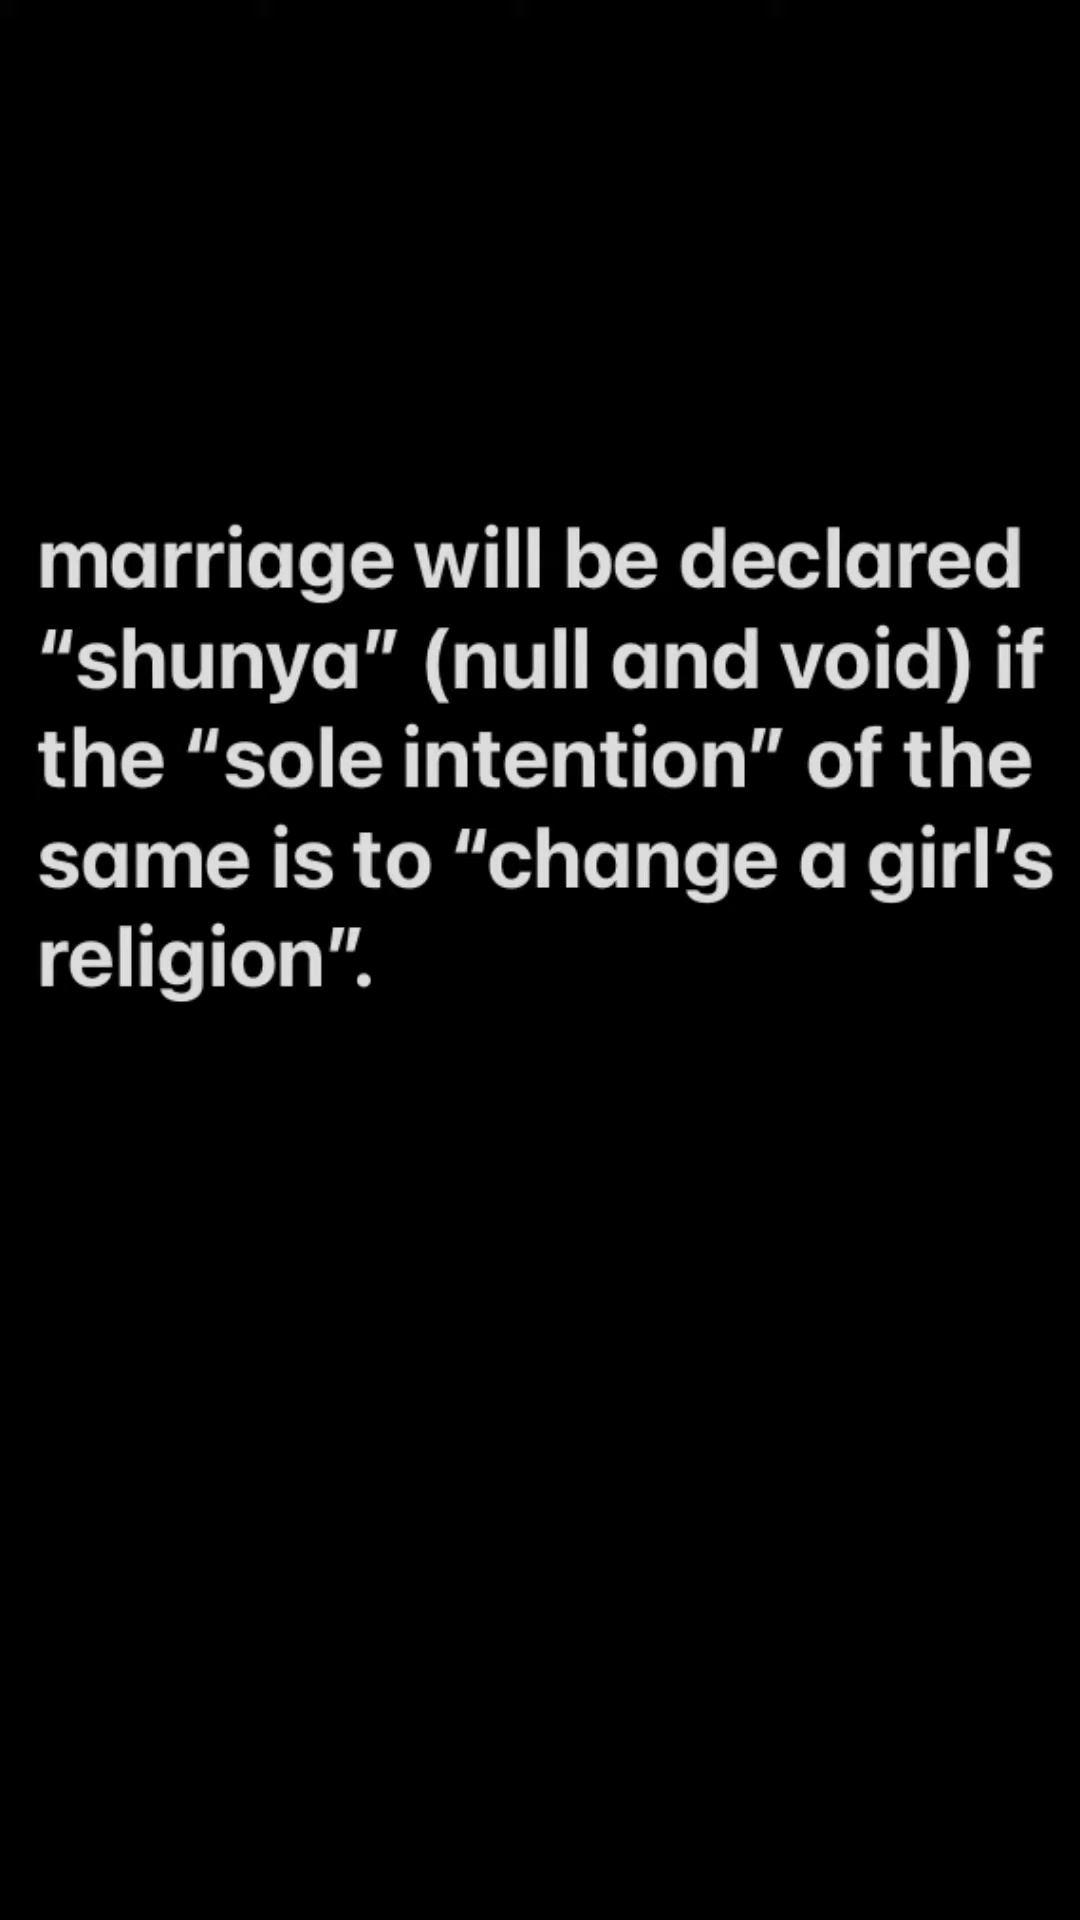 marriage will be declared
“shunya” (null and void) if
the “sole intention” of the
same is to “change a girl’s
religion”.